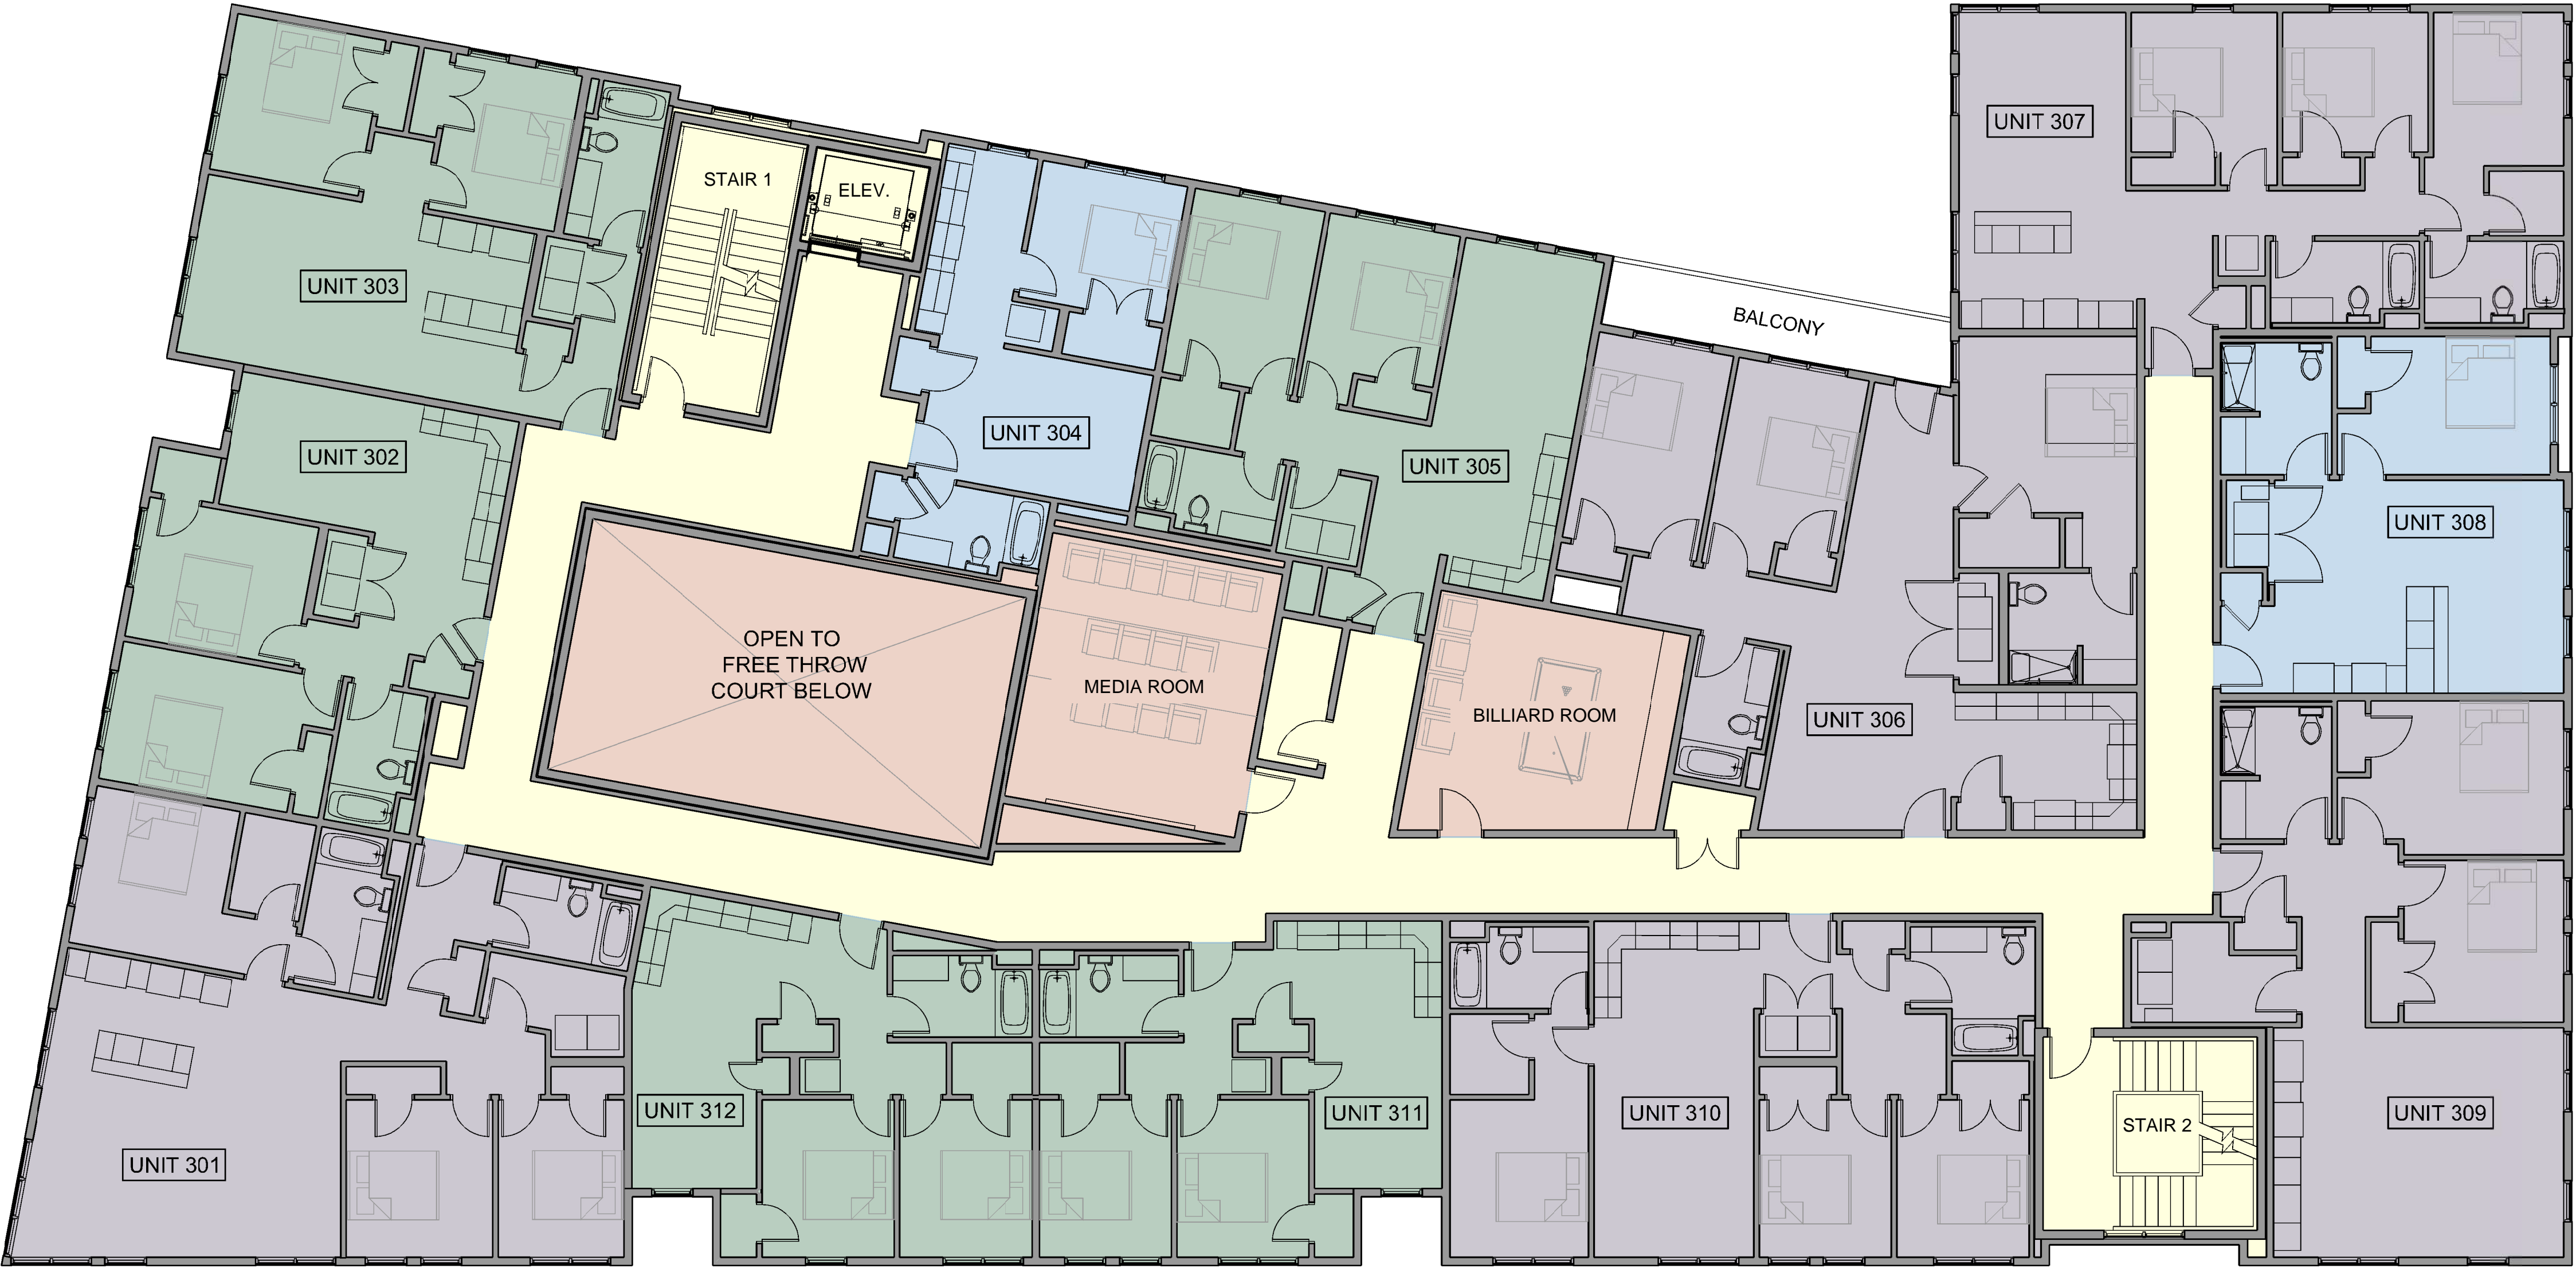 UNIT 307
STAIR 1
ELEV.
UNIT 303
BALCONY
UNIT 304
UNIT 302
UNIT 305
UNIT 308
OPEN TO
FREE THROW
COURT BELOW
MEDIA ROOM
BILLIARD ROOM
UNIT 306
UNIT 312
UNIT 311
UNIT 310
UNIT 309
STAIR 2
UNIT 301